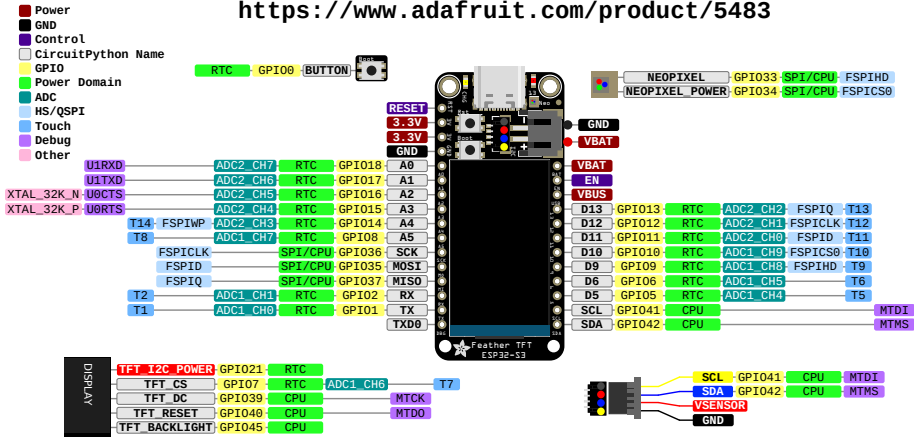 https://www.adafruit.com/product/5483
Power
GND
Control
CircuitPython Name
GPIO
Power Domain
ADC
HS/QSPI
Touch
Debug
Other
RTC GPIO0 BUTTON Boot
NEOPIXEL GPIO33 SPI/CPU FSPIHD
NEOPIXEL_POWER GPIO34 SPI/CPU FSPICS0
RESET
3.3V
3.3V
GND
U1RXD ADC2_CH7 RTC GPIO18 A0
U1TXD ADC2_CH6 RTC GPIO17 A1
XTAL_32K_N U0CTS ADC2_CH5 RTC GPIO16 A2
XTAL_32K_P U0RTS ADC2_CH4 RTC GPIO15 A3
T14 FSPIWP ADC2_CH3 RTC GPIO14 A4
T8 ADC1_CH7 RTC GPIO8 A5
FSPICLK SPI/CPU GPIO36 SCK
FSPID SPI/CPU GPIO35 MOSI
FSPIQ SPI/CPU GPIO37 MISO
T2 ADC1_CH1 RTC GPIO2 RX
T1 ADC1_CH0 RTC GPIO1 TX
TXD0
GND
VBAT
VBAT
EN
VBUS
D13 GPIO13 RTC ADC2_CH2 FSPIQ T13
D12 GPIO12 RTC ADC2_CH1 FSPICLK T12
D11 GPIO11 RTC ADC2_CH0 FSPID T11
D10 GPIO10 RTC ADC1_CH9 FSPICS0 T10
D9 GPIO9 RTC ADC1_CH8 FSPIHD T9
D6 GPIO6 RTC ADC1_CH5 T6
D5 GPIO5 RTC ADC1_CH4 T5
SCL GPIO41 CPU MTDI
SDA GPIO42 CPU MTMS
Feather TFT
ESP32-S3
DISPLAY
TFT_I2C_POWER GPIO21 RTC
TFT_CS GPIO7 RTC ADC1_CH6 T7
TFT_DC GPIO39 CPU MTCK
TFT_RESET GPIO40 CPU MTDO
TFT_BACKLIGHT GPIO45 CPU
SCL GPIO41 CPU MTDI
SDA GPIO42 CPU MTMS
VSENSOR
GND